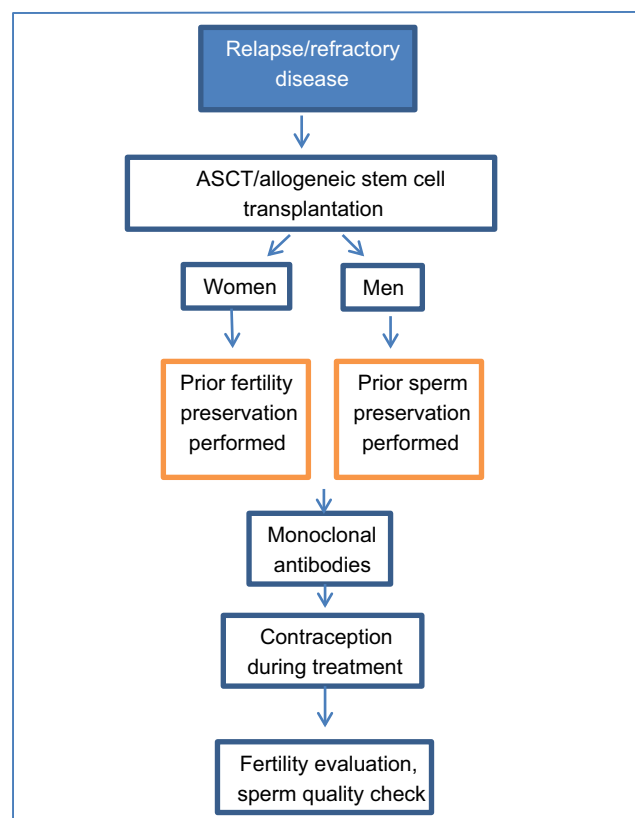 Relapse/refractory
disease
ASCT/allogeneic stem cell
transplantation
Women
Men
Prior fertility
preservation
performed
Prior sperm
preservation
performed
Monoclonal
antibodies
Contraception
during treatment
Fertility evaluation,
sperm quality check